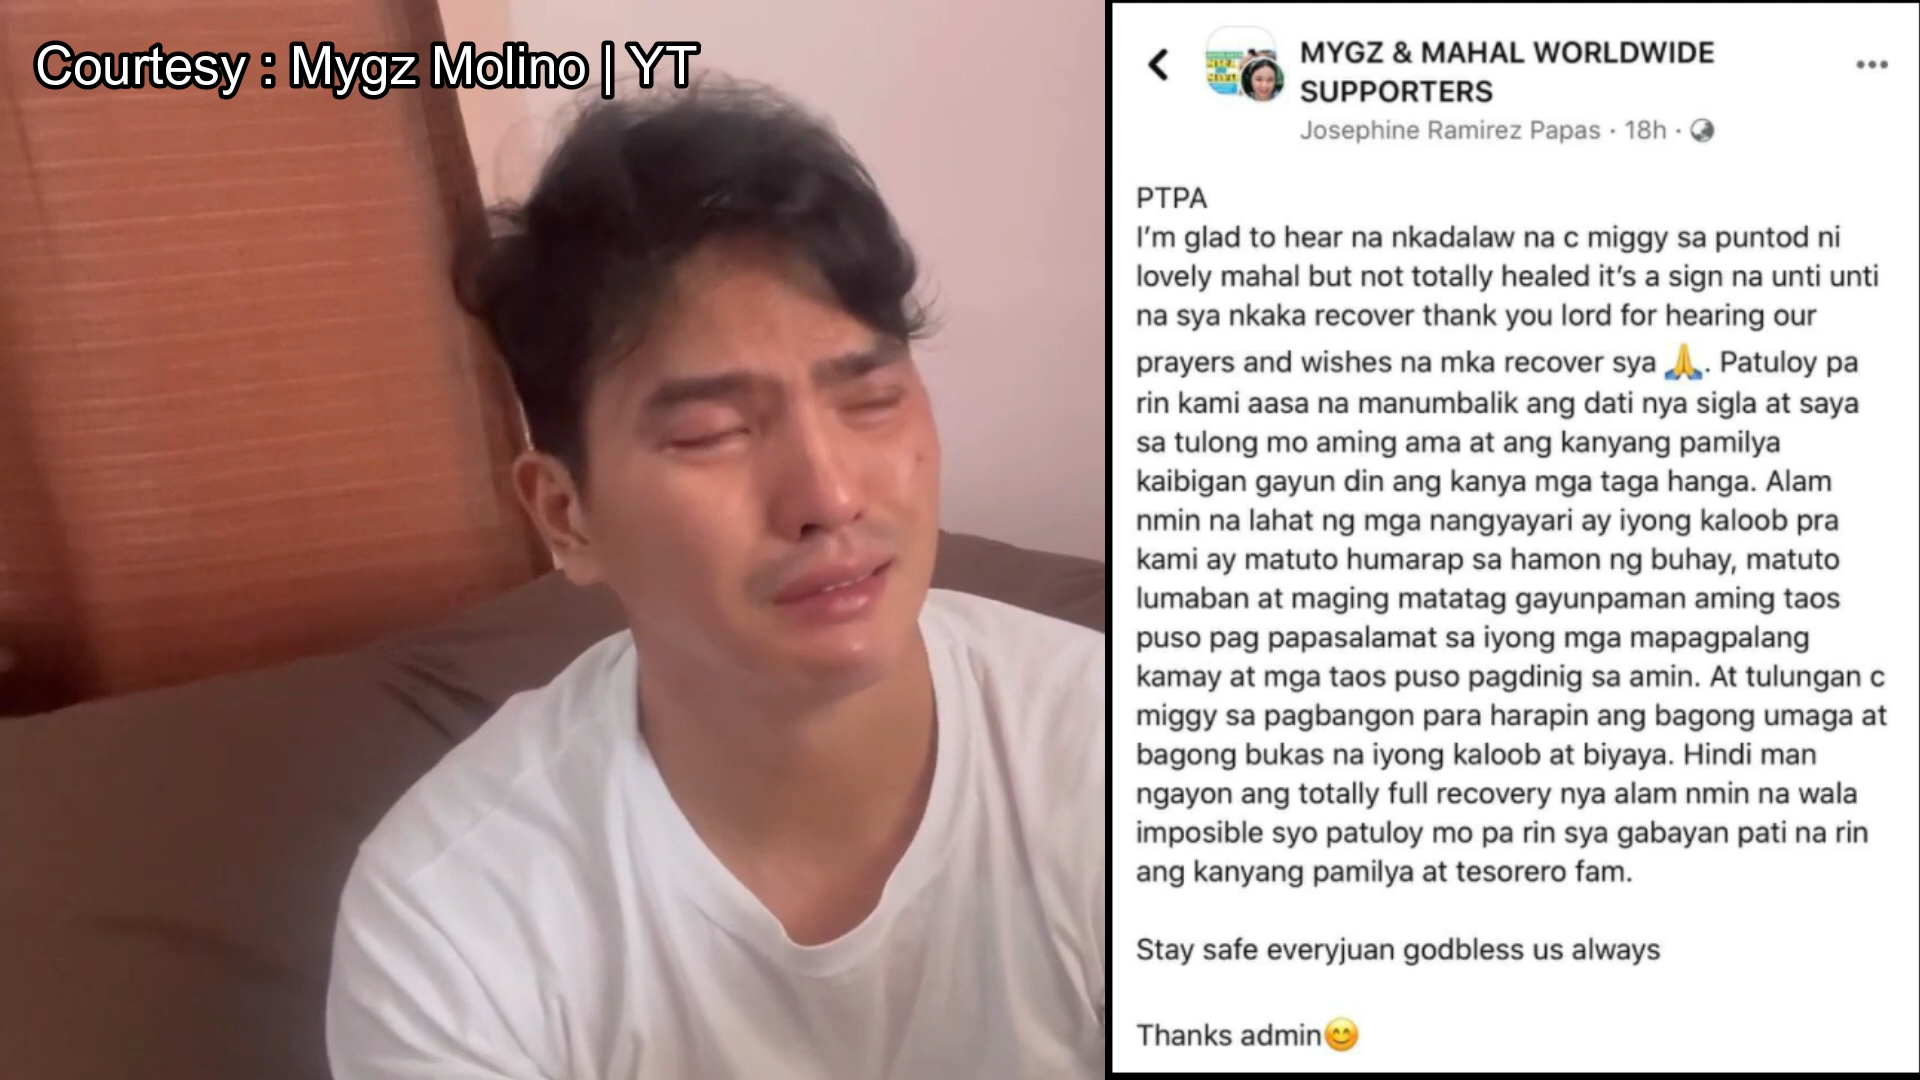 Courtesy : Mygz Molino | YT
MYGZ & MAHAL WORLDWIDE
SUPPORTERS
Josephine Ramirez Papas · 18h ·
PTPA
I'm glad to hear na nkadalaw na c miggy sa puntod ni
lovely mahal but not totally healed it's a sign na unti unti
na sya nkaka recover thank you lord for hearing our
prayers and wishes na mka recover sya 🙏. Patuloy pa
rin kami aasa na manumbalik ang dati nya sigla at saya
sa tulong mo aming ama at ang kanyang pamilya
kaibigan gayun din ang kanya mga taga hanga. Alam
nmin na lahat ng mga nangyayari ay iyong kaloob pra
kami ay matuto humarap sa hamon ng buhay, matuto
lumaban at maging matatag gayunpaman aming taos
puso pag papasalamat sa iyong mga mapagpalang
kamay at mga taos puso pagdinig sa amin. At tulungan c
miggy sa pagbangon para harapin ang bagong umaga at
bagong bukas na iyong kaloob at biyaya. Hindi man
ngayon ang totally full recovery nya alam nmin na wala
imposible syo patuloy mo pa rin sya gabayan pati na rin
ang kanyang pamilya at tesorero fam.
Stay safe everyjuan godbless us always
Thanks admin😊